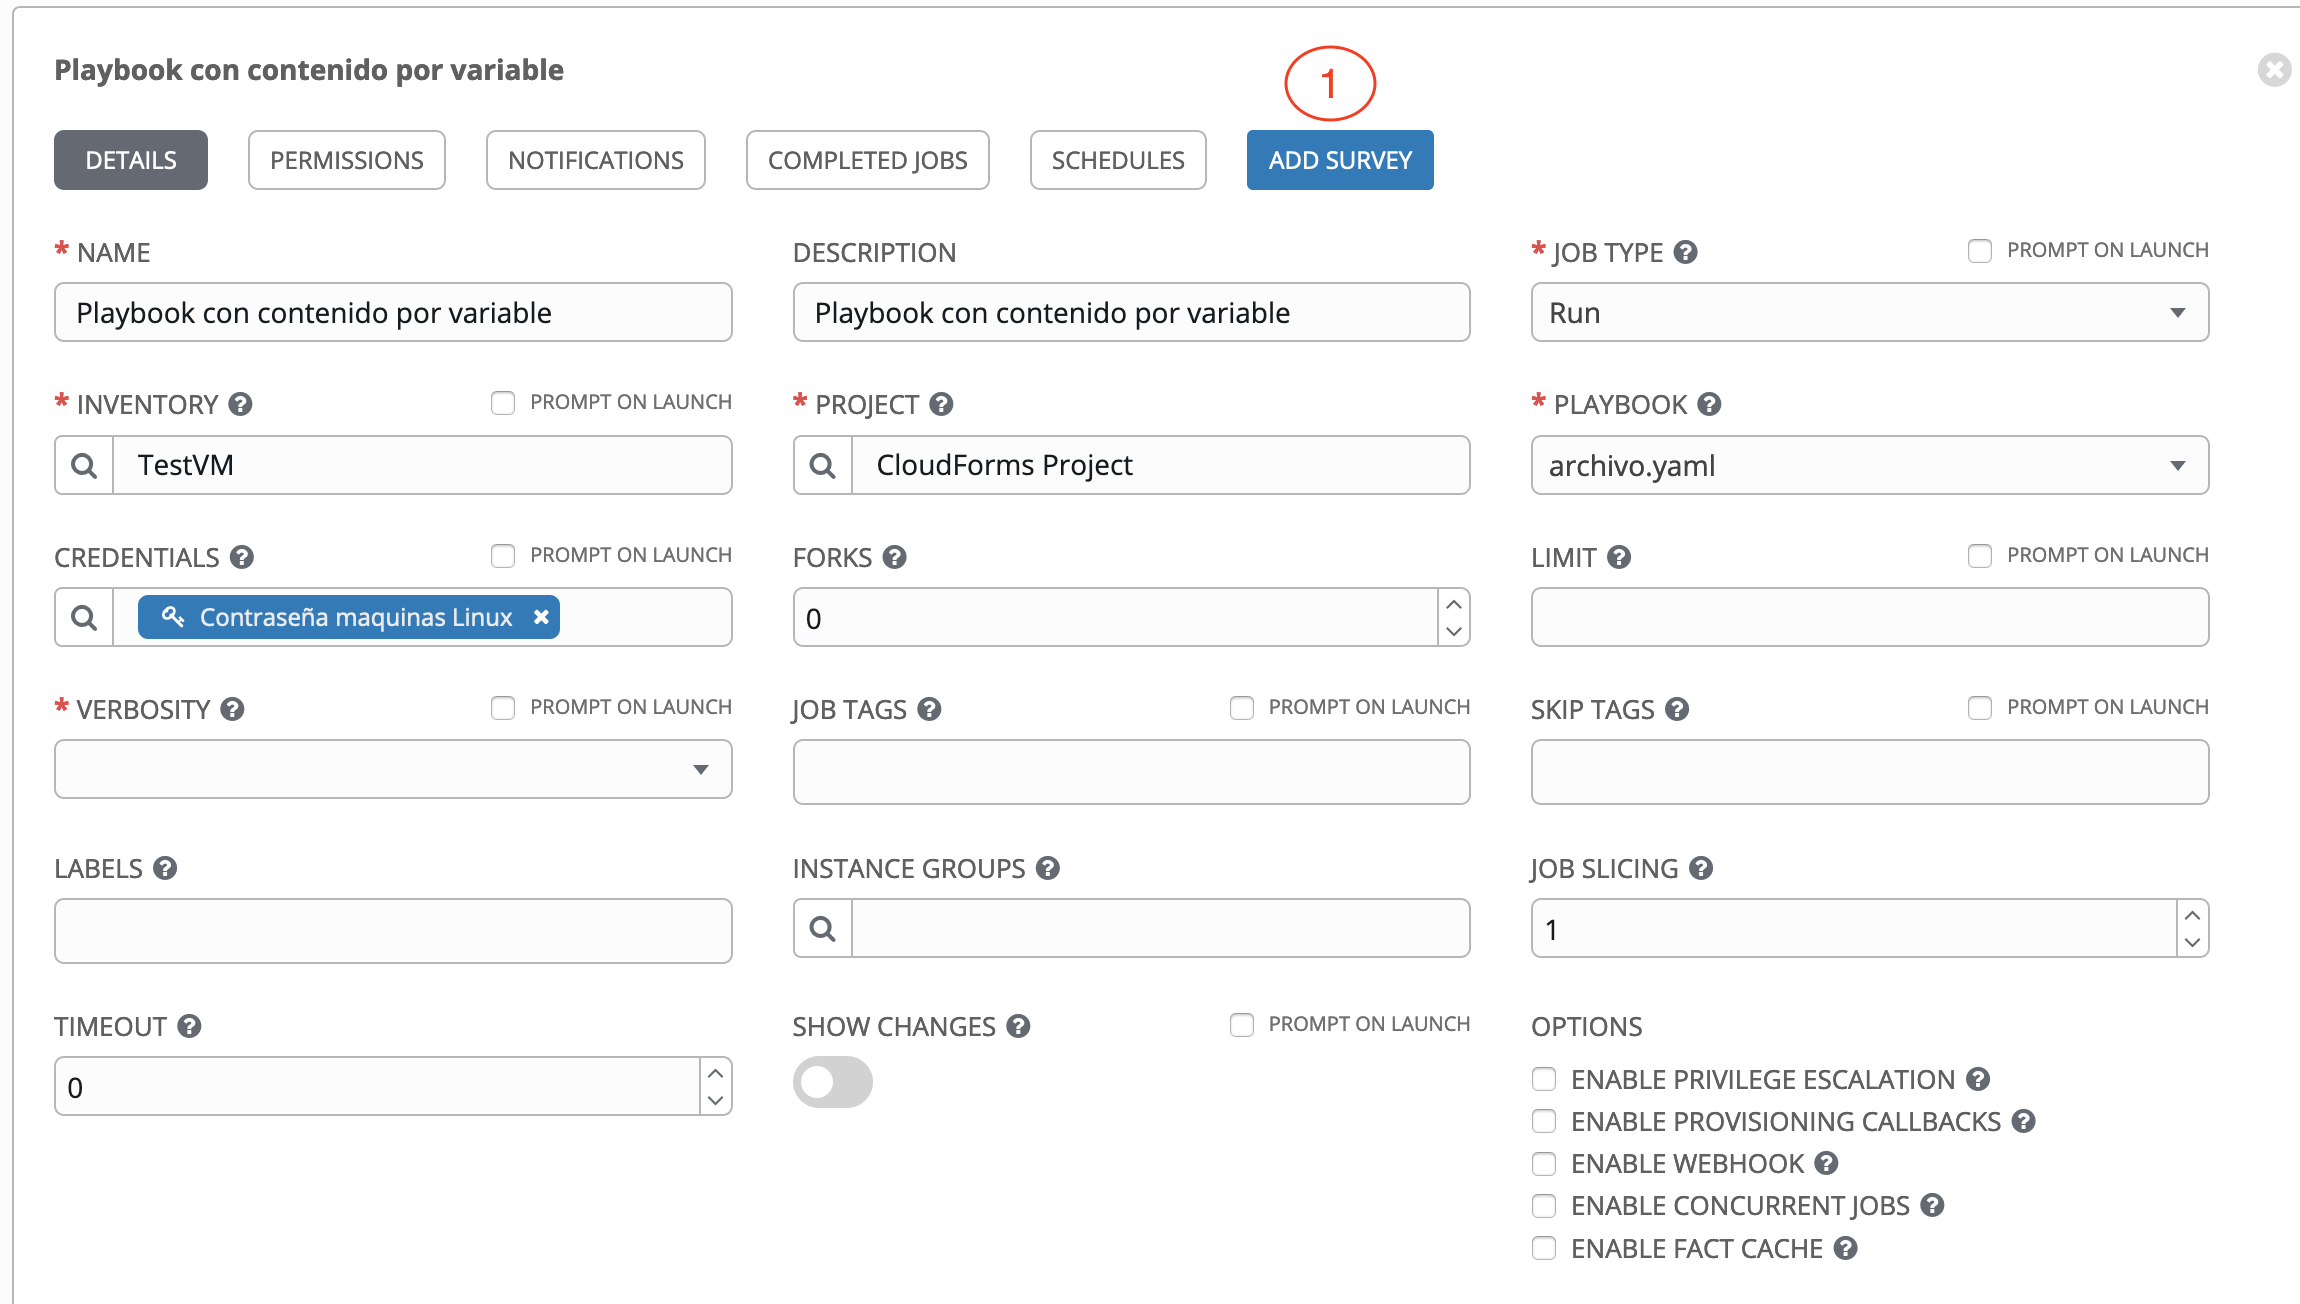 Playbook con contenido por variable
1
DETAILS PERMISSIONS NOTIFICATIONS COMPLETED JOBS SCHEDULES ADD SURVEY
* NAME DESCRIPTION * JOB TYPE ? PROMPT ON LAUNCH
Playbook con contenido por variable Playbook con contenido por variable Run
* INVENTORY ? PROMPT ON LAUNCH * PROJECT ? * PLAYBOOK ?
TestVM CloudForms Project archivo.yaml
CREDENTIALS ? PROMPT ON LAUNCH FORKS ? LIMIT ? PROMPT ON LAUNCH
Contraseña maquinas Linux 0
* VERBOSITY ? PROMPT ON LAUNCH JOB TAGS ? PROMPT ON LAUNCH SKIP TAGS ? PROMPT ON LAUNCH
LABELS ? INSTANCE GROUPS ? JOB SLICING ?
1
TIMEOUT ? SHOW CHANGES ? PROMPT ON LAUNCH OPTIONS
0
ENABLE PRIVILEGE ESCALATION ?
ENABLE PROVISIONING CALLBACKS ?
ENABLE WEBHOOK ?
ENABLE CONCURRENT JOBS ?
ENABLE FACT CACHE ?